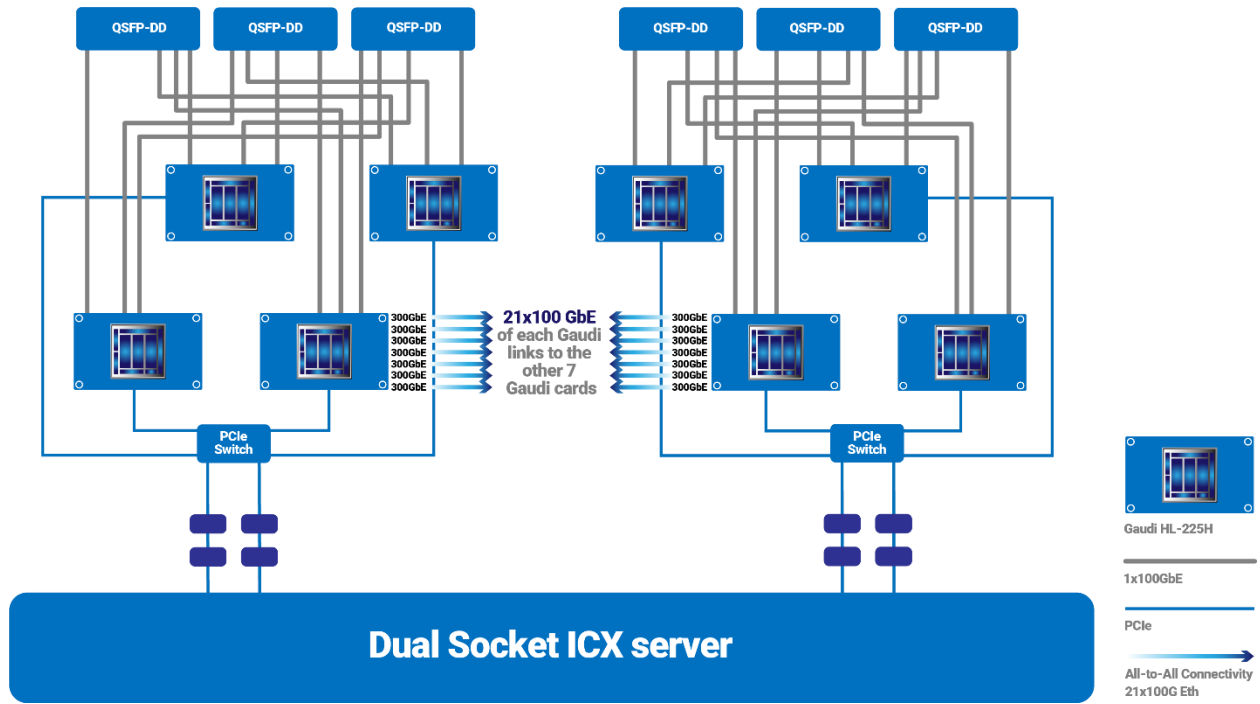 QSFP-DD
QSFP-DD
QSFP-DD
QSFP-DD
QSFP-DD
QSFP-DD
300GbE
300GbE
300GbE
300GbE
300GbE
300GbE
21x100 GbE
of each Gaudi
links to the
other 7
Gaudi cards
300GbE
300GbE
300GbE
300GbE
300GbE
300GbE
PCIe
Switch
PCIe
Switch
Dual Socket ICX server
Gaudi HL-225H
1x100GbE
PCIe
All-to-All Connectivity
21x100G Eth